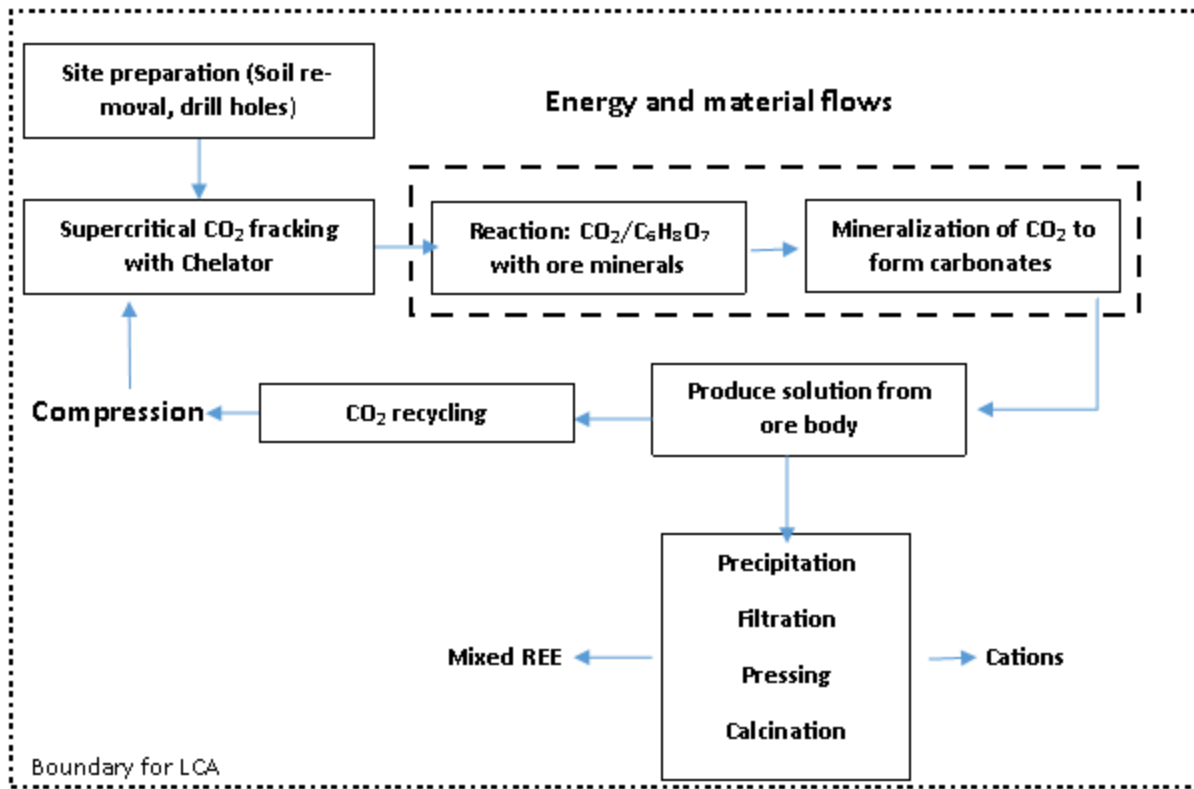 Site preparation (Soil re-
moval, drill holes)
Energy and material flows
Supercritical CO₂ fracking
with Chelator
Reaction: CO₂/C₆H₈O₇
with ore minerals
Mineralization of CO₂ to
form carbonates
Produce solution from
ore body
CO₂ recycling
Compression
Precipitation
Filtration
Pressing
Calcination
Mixed REE
Cations
Boundary for LCA